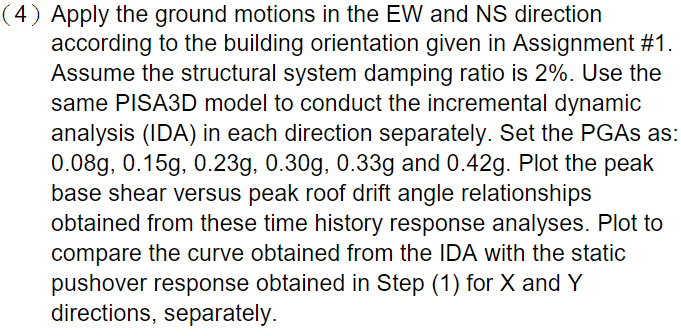 (4) Apply the ground motions in the EW and NS direction
according to the building orientation given in Assignment #1.
Assume the structural system damping ratio is 2%. Use the
same PISA3D model to conduct the incremental dynamic
analysis (IDA) in each direction separately. Set the PGAs as:
0.08g, 0.15g, 0.23g, 0.30g, 0.33g and 0.42g. Plot the peak
base shear versus peak roof drift angle relationships
obtained from these time history response analyses. Plot to
compare the curve obtained from the IDA with the static
pushover response obtained in Step (1) for X and Y
directions, separately.